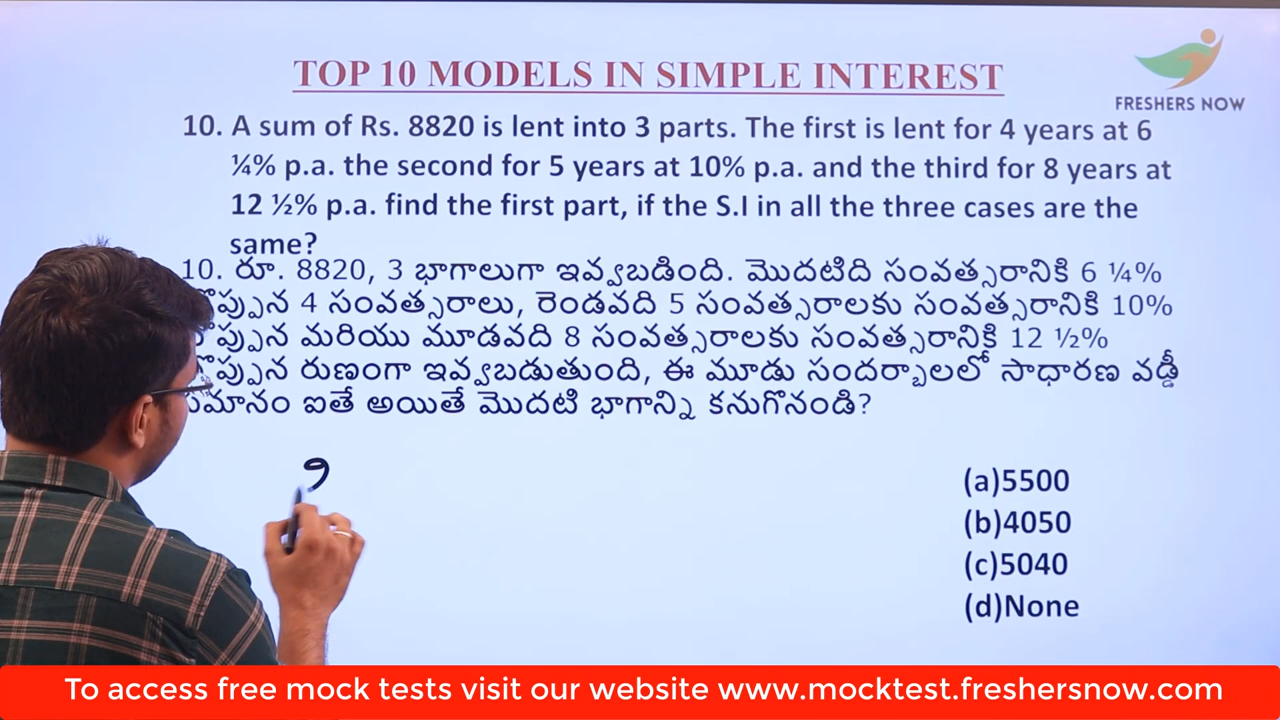 TOP 10 MODELS IN SIMPLE INTEREST
FRESHERS NOW
10. A sum of Rs. 8820 is lent into 3 parts. The first is lent for 4 years at 6
¼% p.a. the second for 5 years at 10% p.a. and the third for 8 years at
12 ½% p.a. find the first part, if the S.I in all the three cases are the
same?
10. రూ. 8820, 3 భాగాలుగా ఇవ్వబడింది. మొదటిది సంవత్సరానికి 6 ¼%
4 సంవత్సరాలు, రెండవది 5 సంవత్సరాలకు సంవత్సరానికి 10%
మరియు మూడవది 8 సంవత్సరాలకు సంవత్సరానికి 12 ½%
రుణంగా ఇవ్వబడుతుంది, ఈ మూడు సందర్భాలలో సాధారణ వడ్డీ
ఐతే అయితే మొదటి భాగాన్ని కనుగొనండి?
(a)5500
(b)4050
(c)5040
(d)None
To access free mock tests visit our website www.mocktest.freshersnow.com